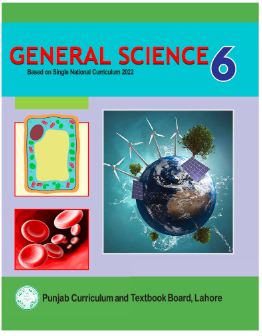 GENERAL SCIENCE 6
Based on Single National Curriculum 2022
Punjab Curriculum and Textbook Board, Lahore